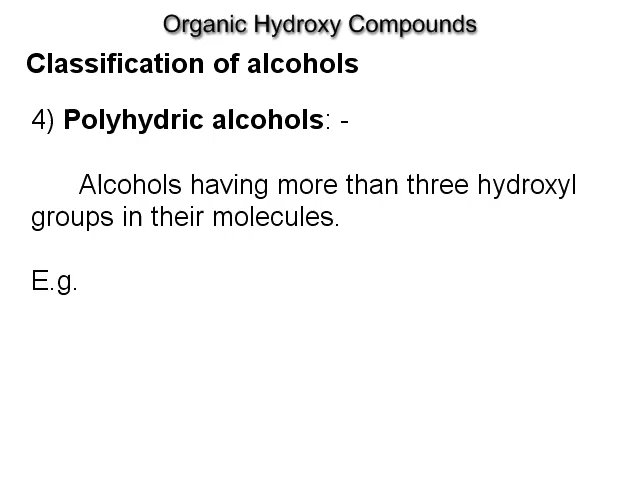 Organic Hydroxy Compounds
Classification of alcohols
4) Polyhydric alcohols: -
Alcohols having more than three hydroxyl
groups in their molecules.
E.g.